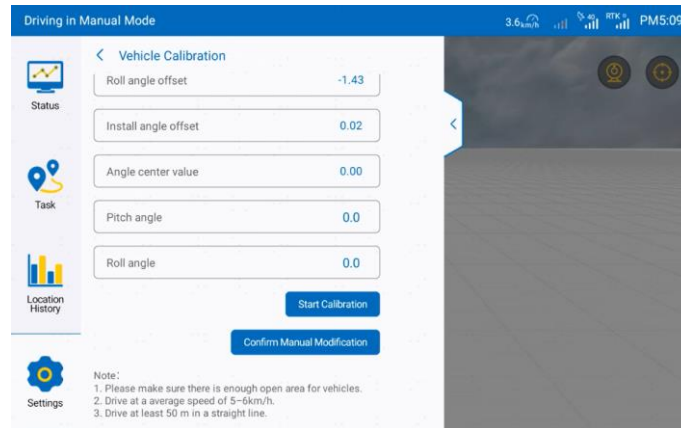 Driving in Manual Mode
3.6km/h
40
RTK
PM5:09
Vehicle Calibration
Roll angle offset -1.43
Install angle offset 0.02
Angle center value 0.00
Pitch angle 0.0
Roll angle 0.0
Start Calibration
Confirm Manual Modification
Status
Task
Location
History
Settings
Note:
1. Please make sure there is enough open area for vehicles.
2. Drive at a average speed of 5-6km/h.
3. Drive at least 50 m in a straight line.